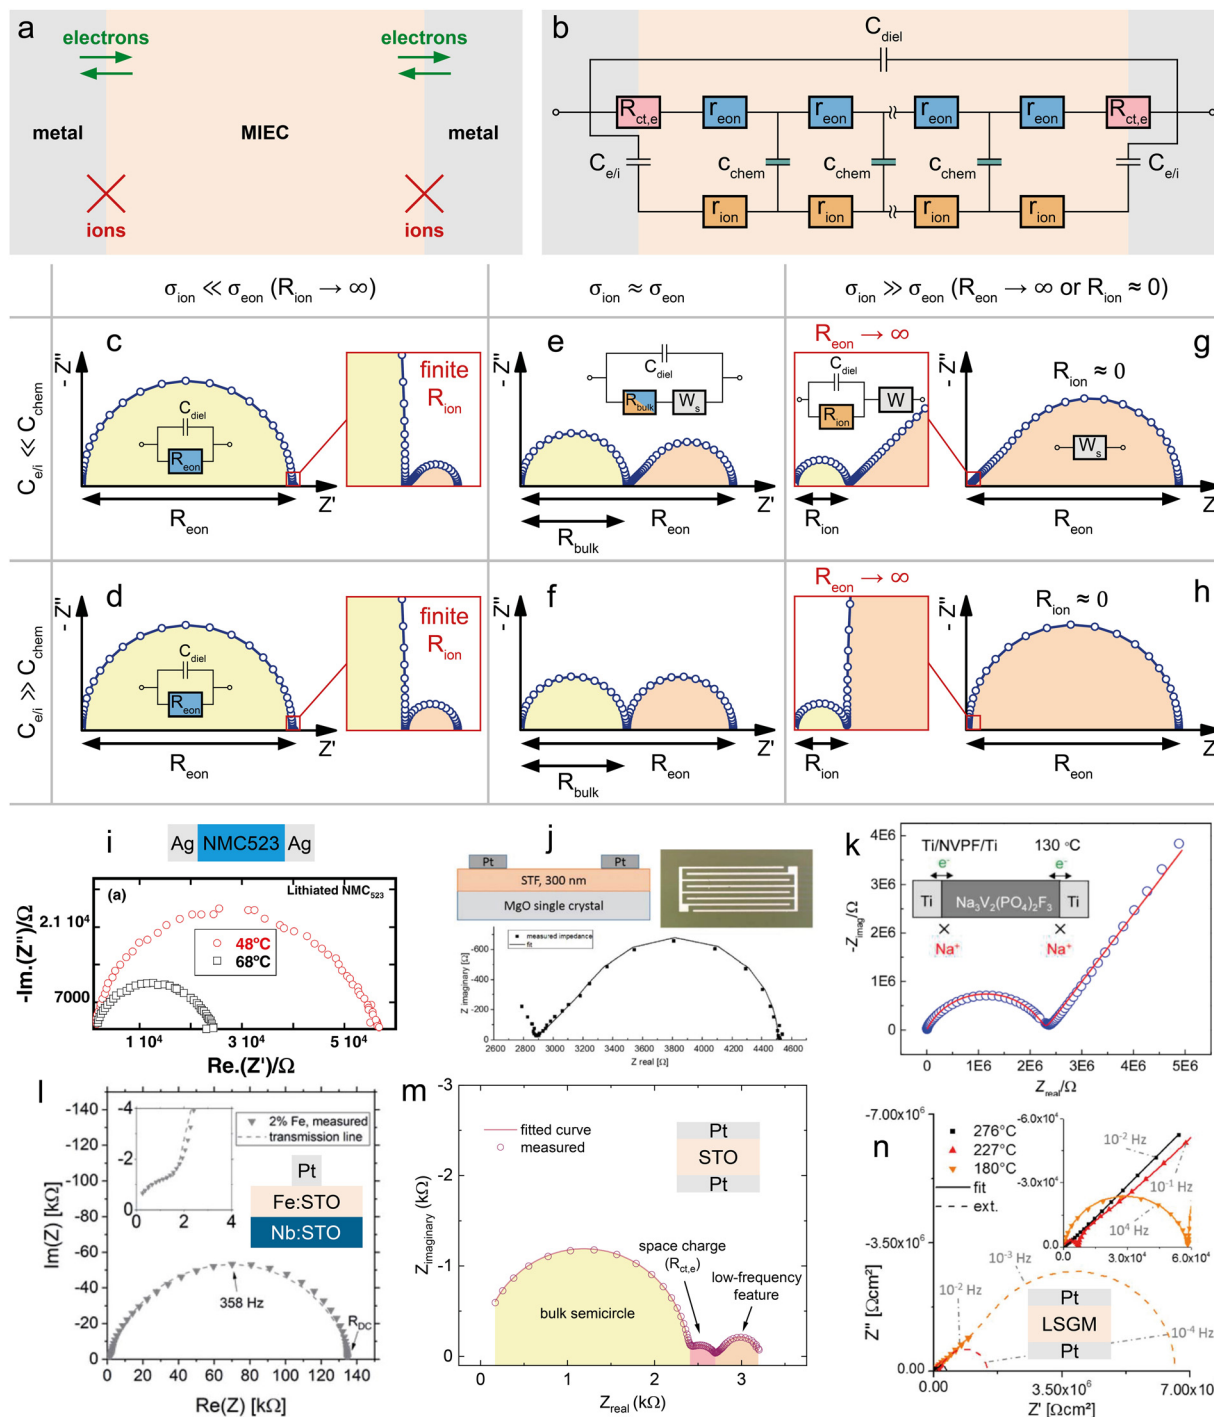 a
electrons
electrons
metal
MIEC
metal
ions
ions
b
C_diel
R_ct,e
r_eon
r_eon
r_eon
r_eon
R_ct,e
C_e/i
c_chem
c_chem
c_chem
C_e/i
r_ion
r_ion
r_ion
r_ion
σ_ion ≪ σ_eon (R_ion → ∞)
σ_ion ≈ σ_eon
σ_ion ≫ σ_eon (R_eon → ∞ or R_ion ≈ 0)
C_e/i ≪ C_chem
c
-Z''
C_diel
R_eon
finite
R_ion
Z'
R_eon
e
-Z''
C_diel
R_bulk
W_s
Z'
R_eon
R_bulk
R_eon → ∞
C_diel
R_ion
W
R_ion
g
-Z''
R_ion ≈ 0
W_s
Z'
R_eon
C_e/i ≫ C_chem
d
-Z''
C_diel
R_eon
finite
R_ion
Z'
R_eon
f
-Z''
Z'
R_eon
R_bulk
R_eon → ∞
R_ion
h
-Z''
R_ion ≈ 0
Z'
R_eon
i
Ag NMC523 Ag
(a)
Lithiated NMC523
2.1 10⁴
7000
48ºC
68ºC
-Im.(Z'')/Ω
1 10⁴ 3 10⁴ 5 10⁴
Re.(Z')/Ω
j
Pt Pt
STF, 300 nm
MgO single crystal
measured impedance
fit
-600
-400
-200
0
Z imaginary [Ω]
2600 2800 3000 3200 3400 3600 3800 4000 4200 4400 4600
Z real [Ω]
k
4E6
3E6
2E6
1E6
0
-Z_imag/Ω
Ti/NVPF/Ti 130 °C
e⁻ e⁻
Ti Na₃V₂(PO₄)₂F₃ Ti
Na⁺ Na⁺
0 1E6 2E6 3E6 4E6 5E6
Z_real/Ω
l
-150
-140
-120
-100
-80
-60
-40
-20
0
Im(Z) [kΩ]
-4
-2
0
0 2 4
2% Fe, measured
transmission line
Pt
Fe:STO
Nb:STO
358 Hz
R_DC
0 20 40 60 80 100 120 140
Re(Z) [kΩ]
m
-3
-2
-1
0
Z_imaginary (kΩ)
fitted curve
measured
Pt
STO
Pt
space charge
(R_ct,e)
low-frequency
feature
bulk semicircle
0 1 2 3
Z_real (kΩ)
n
-7.00x10⁶
-3.50x10⁶
0.00
Z'' [Ωcm²]
276°C
227°C
180°C
fit
ext.
-6.0x10⁴
-3.0x10⁴
0.0
10⁻² Hz
10⁻¹ Hz
10⁴ Hz
0.0 3.0x10⁴ 6.0x10⁴
10⁻³ Hz
10⁻² Hz
Pt
LSGM
Pt
10⁻⁴ Hz
0.00 3.50x10⁶ 7.00x10⁶
Z' [Ωcm²]